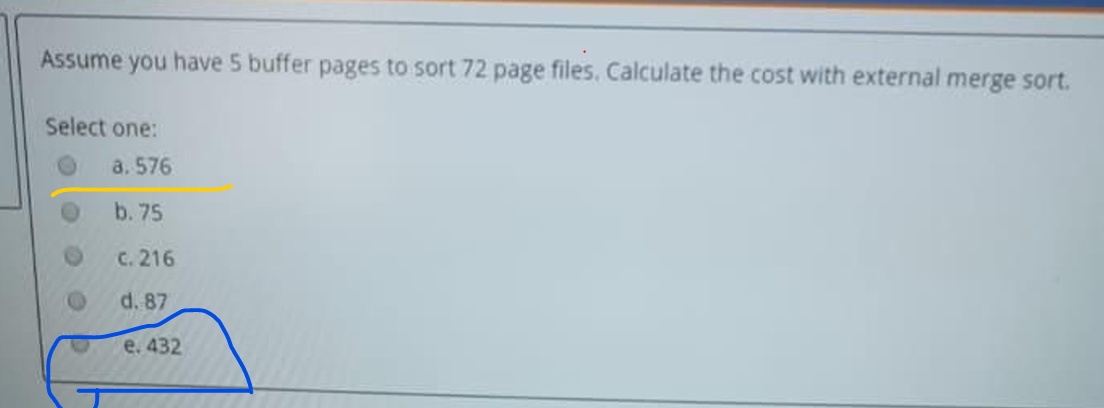 Assume you have 5 buffer pages to sort 72 page files. Calculate the cost with external merge sort.
Select one:
a. 576
b. 75
c. 216
d. 87
e. 432